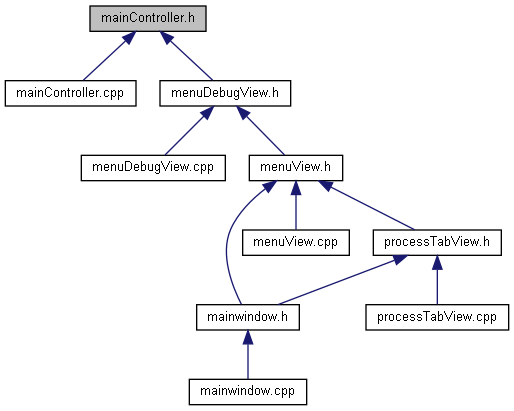 mainController.h
mainController.cpp
menuDebugView.h
menuDebugView.cpp
menuView.h
menuView.cpp
processTabView.h
mainwindow.h
processTabView.cpp
mainwindow.cpp